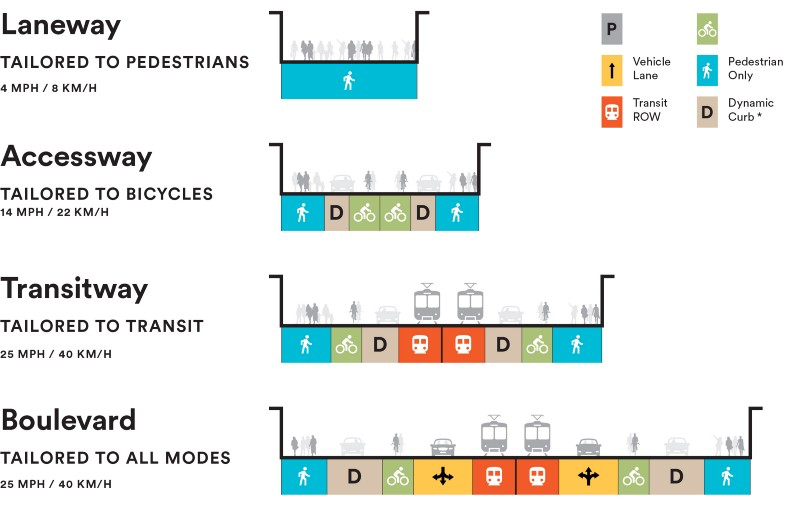 Laneway
TAILORED TO PEDESTRIANS
4 MPH / 8 KM/H
P
Vehicle
Lane
Pedestrian
Only
Transit
ROW
D
Dynamic
Curb *
Accessway
TAILORED TO BICYCLES
14 MPH / 22 KM/H
D
D
Transitway
TAILORED TO TRANSIT
25 MPH / 40 KM/H
D
D
Boulevard
TAILORED TO ALL MODES
25 MPH / 40 KM/H
D
D